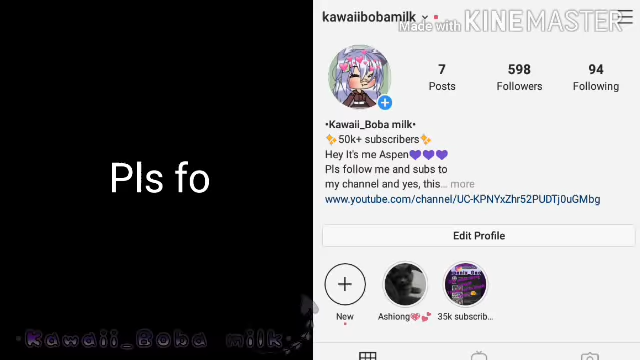 Pls fo
•Kawaii_Boba milk•
kawaiibobamilk
Made with KINEMASTER
7 598 94
Posts Followers Following
•Kawaii_Boba milk•
✨50k+ subscribers✨
Hey It's me Aspen💜💜💜
Pls follow me and subs to
my channel and yes, this... more
www.youtube.com/channel/UC-KPNYxZhr52PUDTj0uGMbg
Edit Profile
New Ashiong💖💕 35k subscrib...